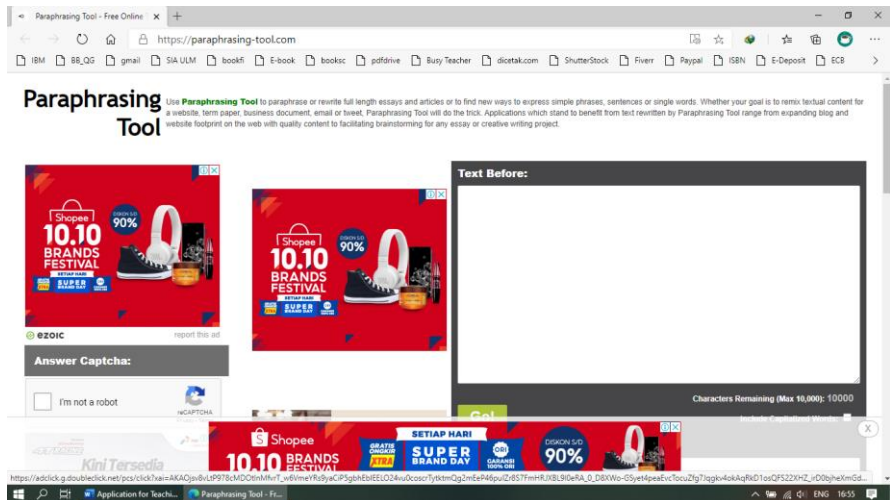 Paraphrasing Tool - Free Online
https://paraphrasing-tool.com
IBM BB_QG gmail SIA ULM bookfi E-book booksc pdfdrive Busy Teacher dicetak.com ShutterStock Fiverr Paypal ISBN E-Deposit ECB
Paraphrasing
Tool
Use Paraphrasing Tool to paraphrase or rewrite full length essays and articles or to find new ways to express simple phrases, sentences or single words. Whether your goal is to remix textual content for
a website, term paper, business document, email or tweet, Paraphrasing Tool will do the trick. Applications which stand to benefit from text rewritten by Paraphrasing Tool range from expanding blog and
website footprint on the web with quality content to facilitating brainstorming for any essay or creative writing project.
Shopee
10.10
BRANDS
FESTIVAL
SETIAP HARI
GRATIS ONGKIR XTRA
SUPER
BRAND DAY
DISKON S/D
90%
ezoic
report this ad
Shopee
10.10
BRANDS
FESTIVAL
SETIAP HARI
XTRA
SUPER
BRAND DAY
DISKON S/D
90%
Text Before:
Characters Remaining (Max 10,000): 10000
Include Capitalized Words:
Go!
Answer Captcha:
I'm not a robot
reCAPTCHA
Kini Tersedia
Shopee
10.10 BRANDS
SETIAP HARI
GRATIS
ONGKIR
XTRA
SUPER
BRAND DAY
ORI
GARANSI
100% ORI
DISKON S/D
90%
Application for Teachi...
Paraphrasing Tool - Fr...
ENG
16:55